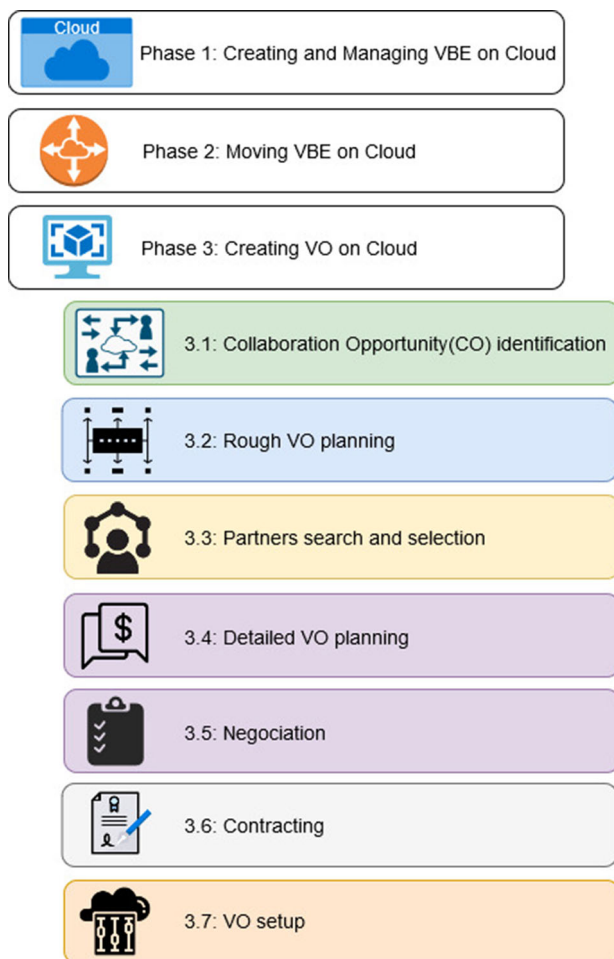 Cloud
Phase 1: Creating and Managing VBE on Cloud
Phase 2: Moving VBE on Cloud
Phase 3: Creating VO on Cloud
3.1: Collaboration Opportunity(CO) identification
3.2: Rough VO planning
3.3: Partners search and selection
$
3.4: Detailed VO planning
3.5: Negociation
3.6: Contracting
3.7: VO setup